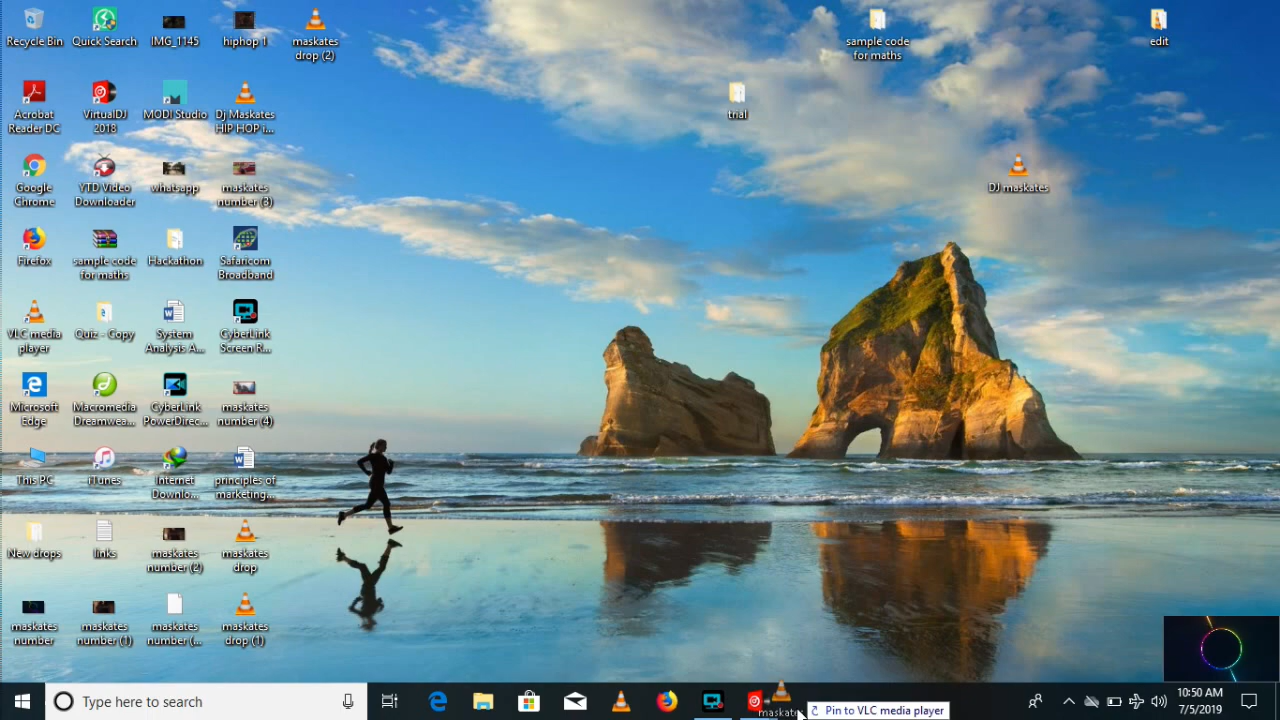 Recycle Bin
Quick Search
IMG_1145
hiphop 1
maskates
drop (2)
sample code
for maths
edit
Acrobat
Reader DC
VirtualDJ
2018
MODI Studio
Dj Maskates
HIP HOP i...
trial
Google
Chrome
YTD Video
Downloader
whatsapp
maskates
number (3)
DJ maskates
Firefox
sample code
for maths
Hackathon
Safaricom
Broadband
VLC media
player
Quiz - Copy
System
Analysis A...
CyberLink
Screen R...
Microsoft
Edge
Macromedia
Dreamwea...
CyberLink
PowerDirec...
maskates
number (4)
This PC
iTunes
Internet
Downlo...
principles of
marketing...
New drops
links
maskates
number (2)
maskates
drop
maskates
number
maskates
number (1)
maskates
number (...
maskates
drop (1)
Type here to search
Pin to VLC media player
10:50 AM
7/5/2019